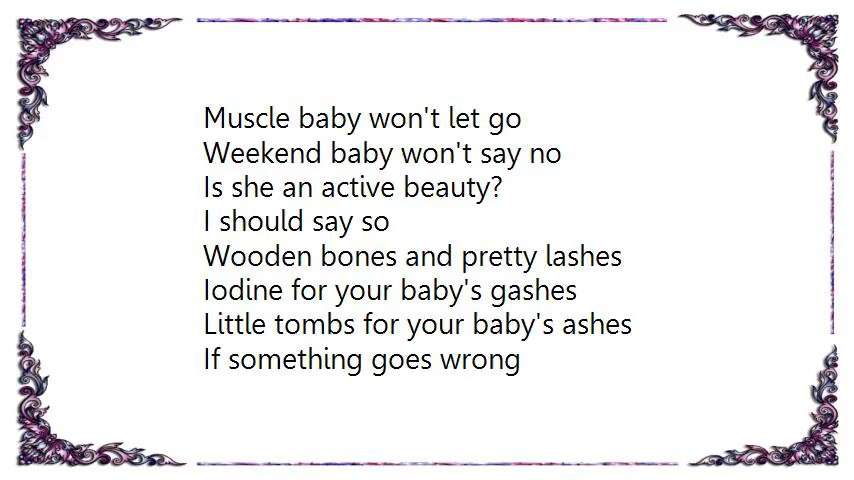 Muscle baby won't let go
Weekend baby won't say no
Is she an active beauty?
I should say so
Wooden bones and pretty lashes
Iodine for your baby's gashes
Little tombs for your baby's ashes
If something goes wrong